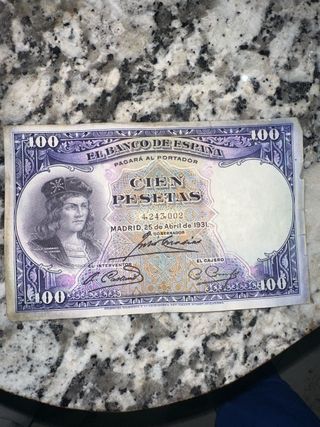 100 100
EL BANCO DE ESPAÑA
PAGARÁ AL PORTADOR
CIEN
PESETAS
4,243,002
MADRID, 25 de Abril de 1931
EL GOBERNADOR
EL INTERVENTOR EL CAJERO
100 100